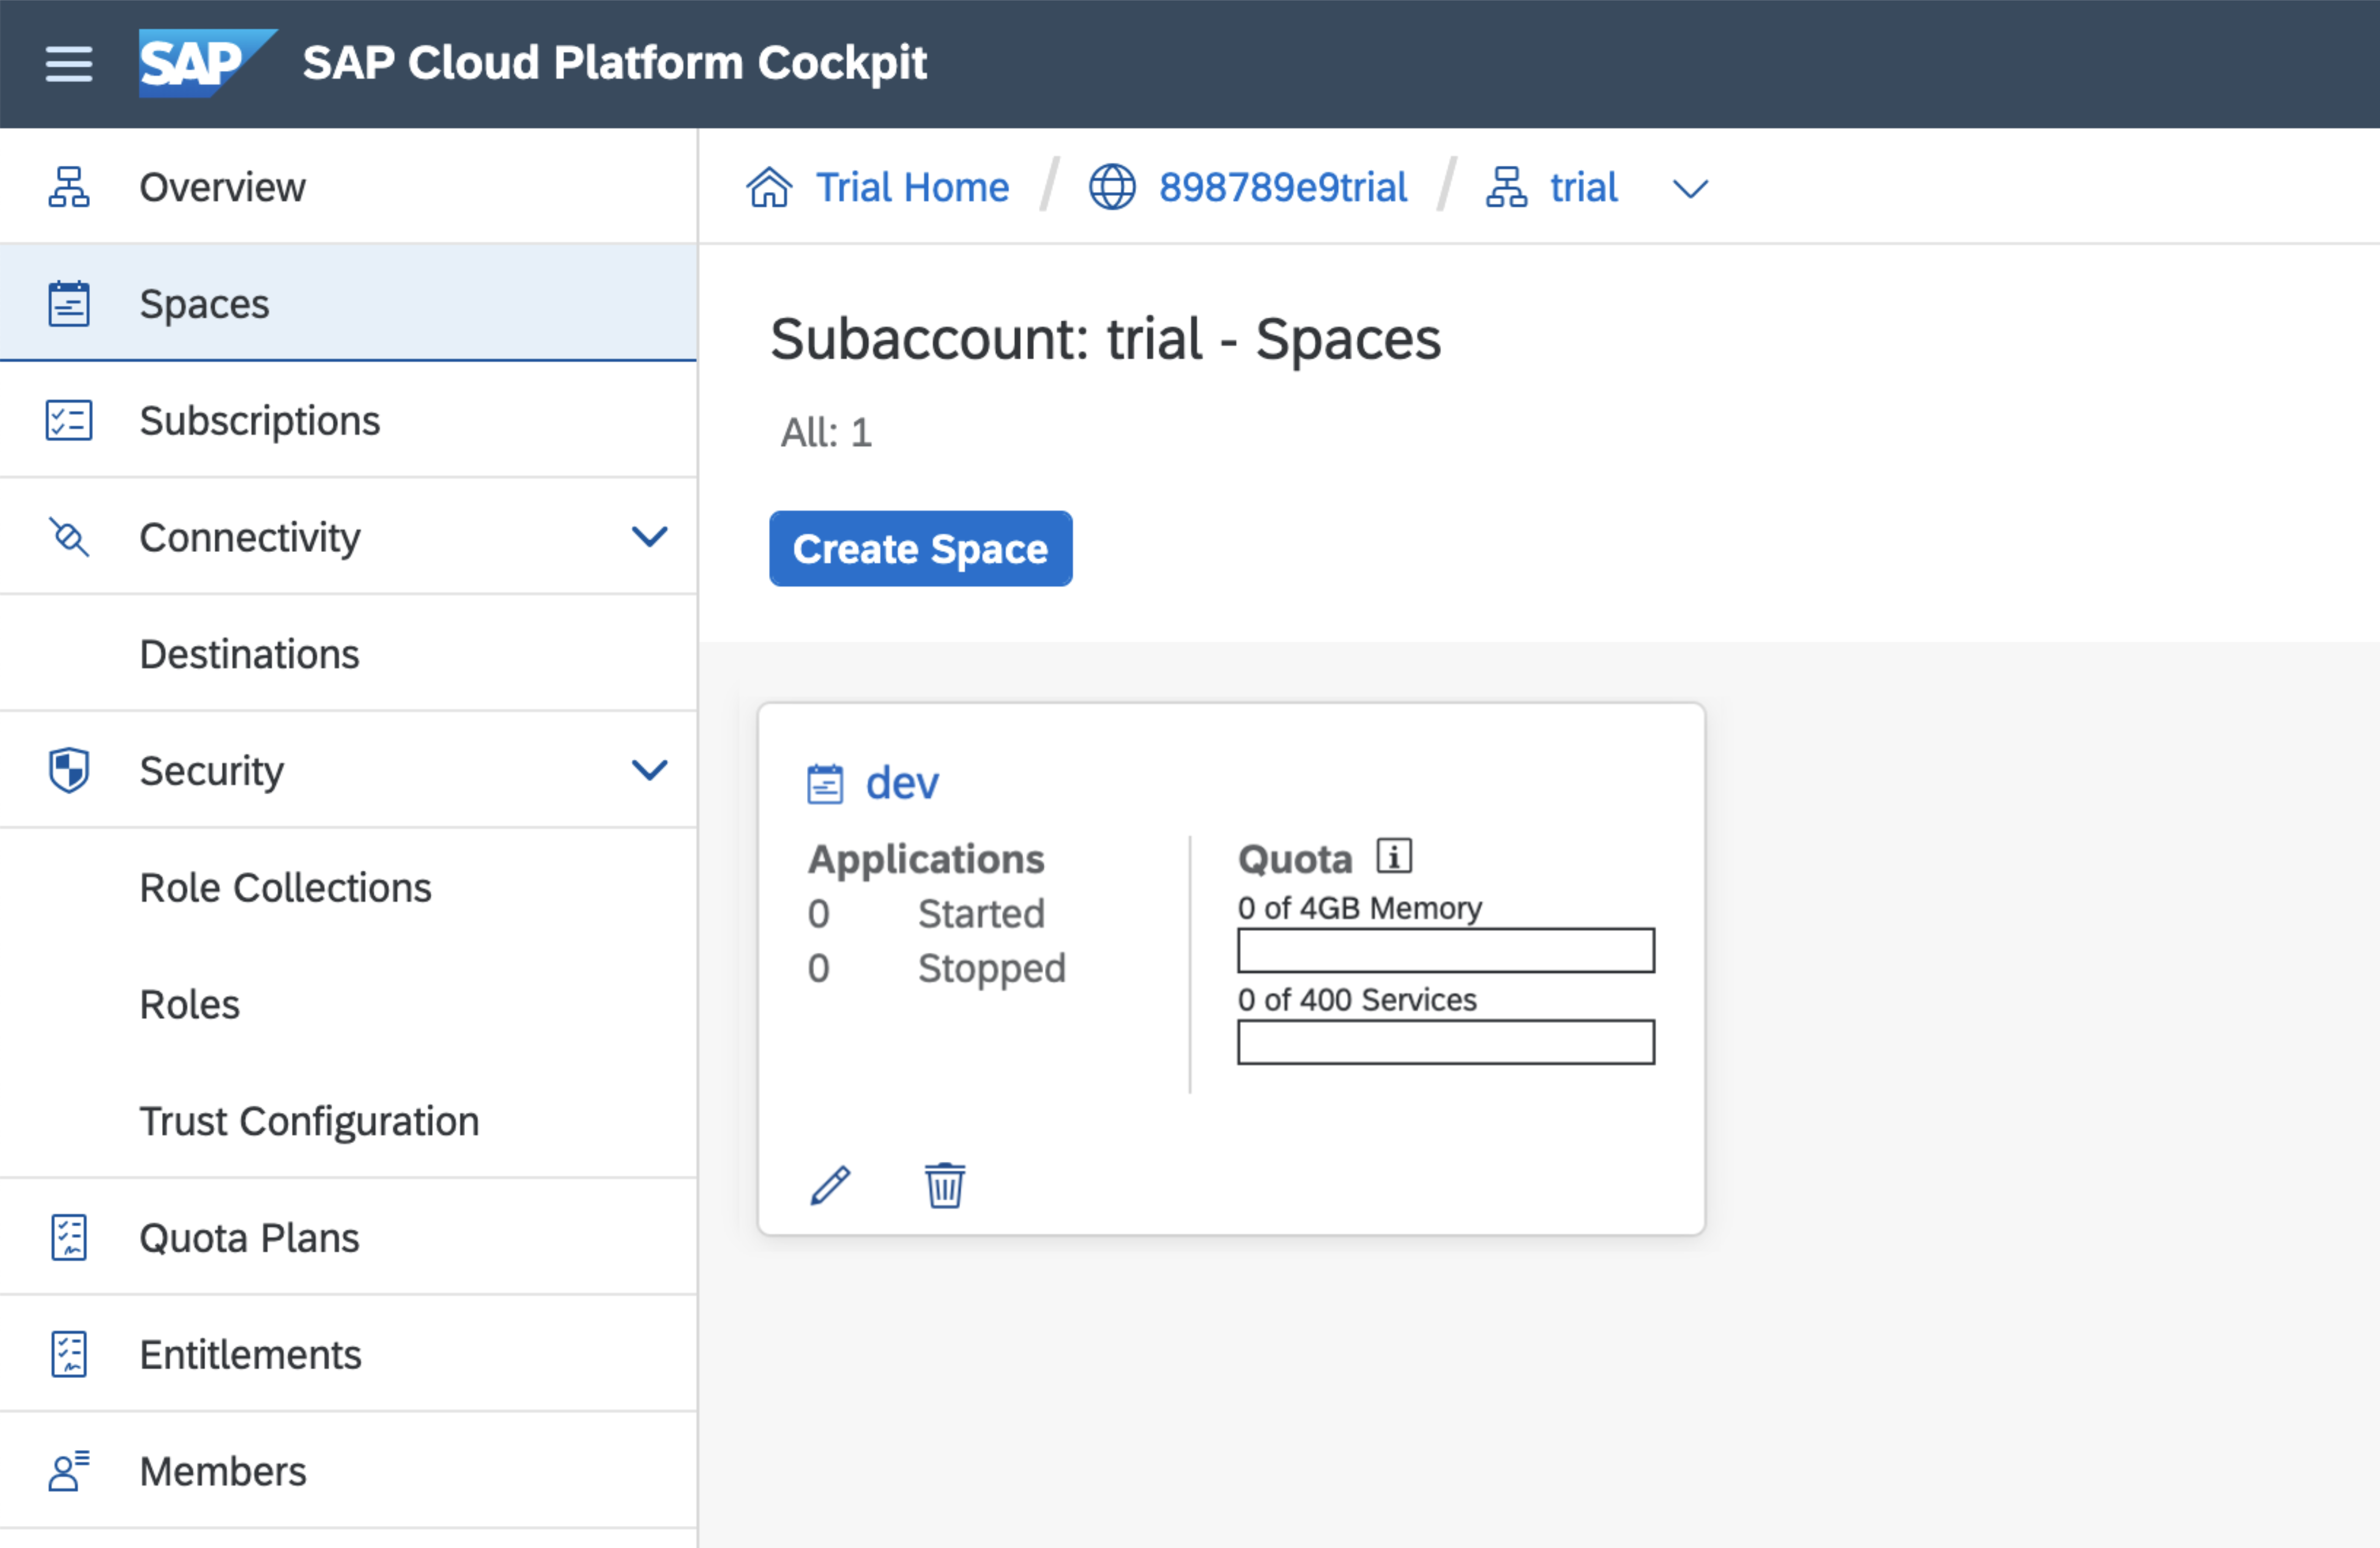 SAP SAP Cloud Platform Cockpit
Overview
Spaces
Subscriptions
Connectivity
Destinations
Security
Role Collections
Roles
Trust Configuration
Quota Plans
Entitlements
Members
Trial Home / 898789e9trial / trial
Subaccount: trial - Spaces
All: 1
Create Space
dev
Applications
0 Started
0 Stopped
Quota
0 of 4GB Memory
0 of 400 Services